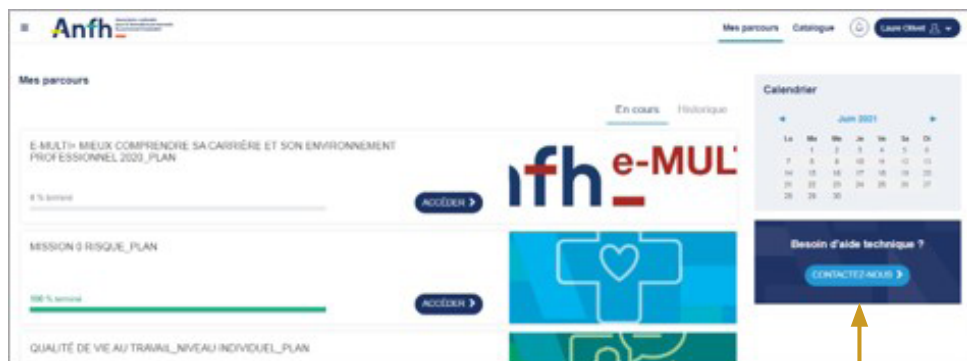 Anfh
Mes parcours Catalogue
Mes parcours
En cours Historique
E-MULTI+ MIEUX COMPRENDRE SA CARRIÈRE ET SON ENVIRONNEMENT
PROFESSIONNEL 2020_PLAN
% terminé
ACCÉDER
nfh e-MUL
MISSION 0 RISQUE_PLAN
100 % terminé
ACCÉDER
QUALITÉ DE VIE AU TRAVAIL_NIVEAU INDIVIDUEL_PLAN
Calendrier
Juin 2021
Lu Ma Me Je Ve Sa Di
1 2 3 4 5 6
7 8 9 10 11 12 13
14 15 16 17 18 19 20
21 22 23 24 25 26 27
28 29 30
Besoin d'aide technique ?
CONTACTEZ-NOUS